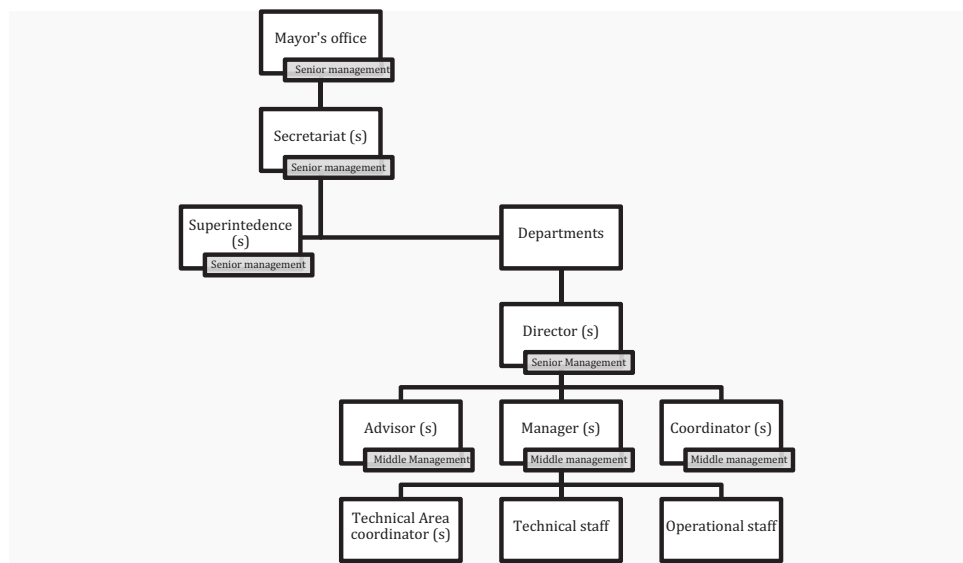 Mayor's office
Senior management
Secretariat (s)
Senior management
Superintedence
(s)
Senior management
Departments
Director (s)
Senior Management
Advisor (s)
Middle Management
Manager (s)
Middle management
Coordinator (s)
Middle management
Technical Area
coordinator (s)
Technical staff
Operational staff